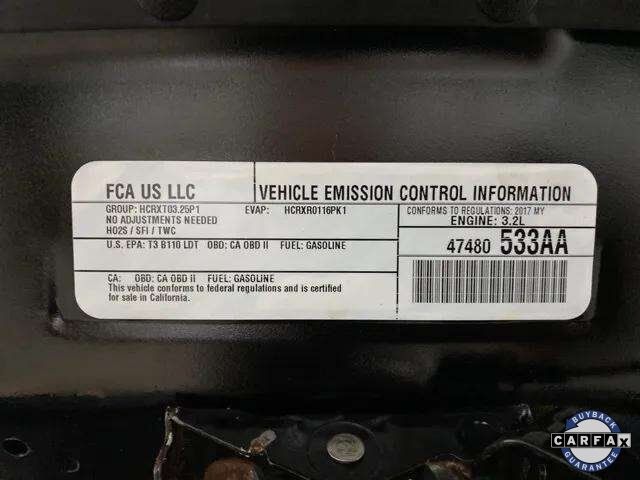 FCA US LLC
VEHICLE EMISSION CONTROL INFORMATION
GROUP: HCRXT03.25P1 EVAP: HCRXR0116PK1
NO ADJUSTMENTS NEEDED
HO2S / SFI / TWC
CONFORMS TO REGULATIONS: 2017 MY
ENGINE: 3.2L
U.S. EPA: T3 B110 LDT OBD: CA OBD II FUEL: GASOLINE
47480 533AA
CA: OBD: CA OBD II FUEL: GASOLINE
This vehicle conforms to federal regulations and is certified
for sale in California.
BUYBACK
CARFAX